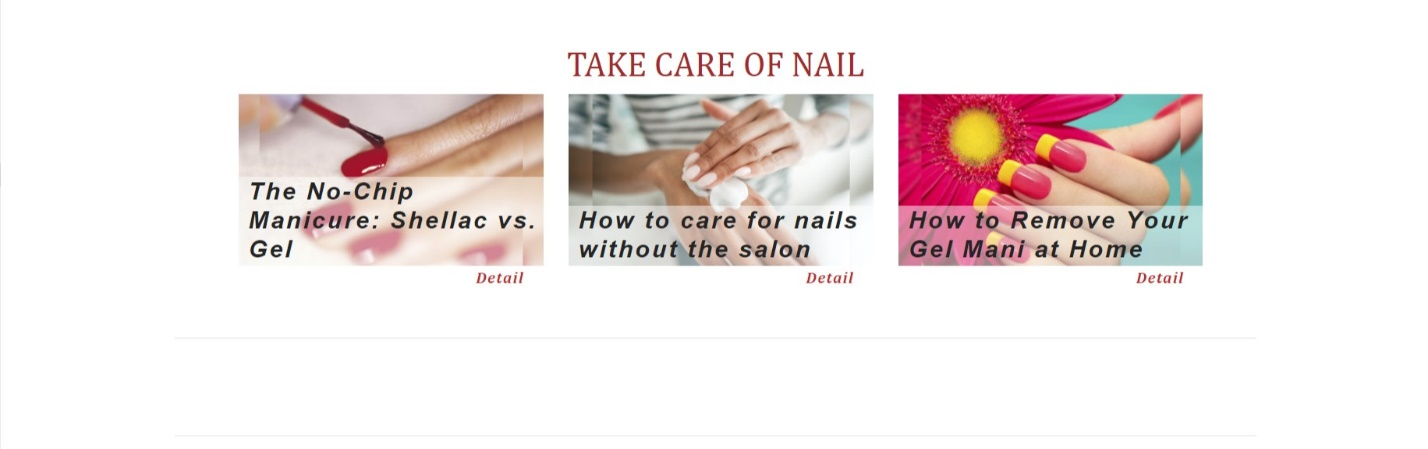 TAKE CARE OF NAIL
The No-Chip
Manicure: Shellac vs.
Gel
Detail
How to care for nails
without the salon
Detail
How to Remove Your
Gel Mani at Home
Detail